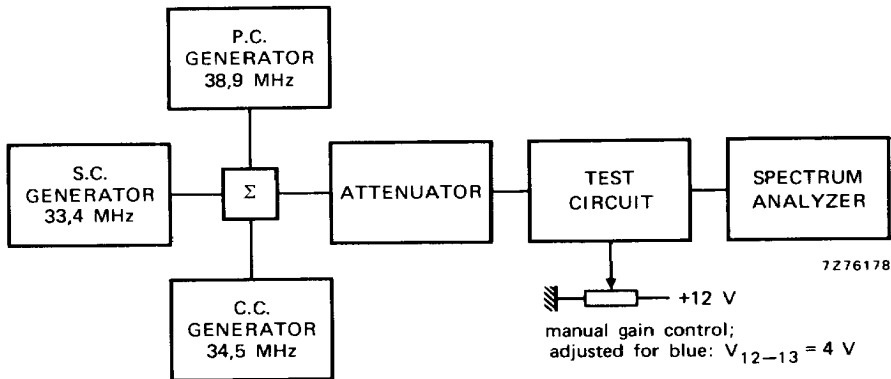 P.C.
GENERATOR
38,9 MHz
S.C.
GENERATOR
33,4 MHz
Σ
ATTENUATOR
TEST
CIRCUIT
SPECTRUM
ANALYZER
7Z76178
+12 V
C.C.
GENERATOR
34,5 MHz
manual gain control;
adjusted for blue: V12–13 = 4 V